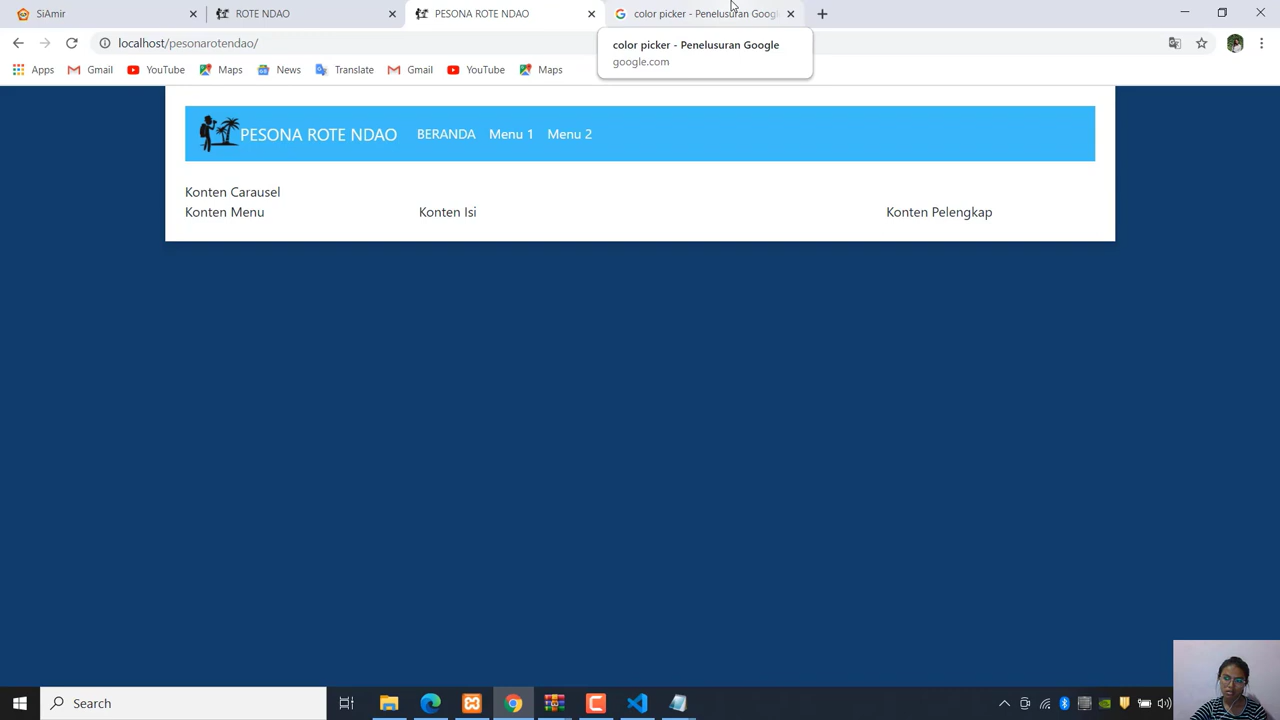 SiAmir
ROTE NDAO
PESONA ROTE NDAO
color picker - Penelusuran Googl
localhost/pesonarotendao/
color picker - Penelusuran Google
google.com
Apps
Gmail
YouTube
Maps
News
Translate
Gmail
YouTube
Maps
PESONA ROTE NDAO
BERANDA
Menu 1
Menu 2
Konten Carausel
Konten Menu
Konten Isi
Konten Pelengkap
Search